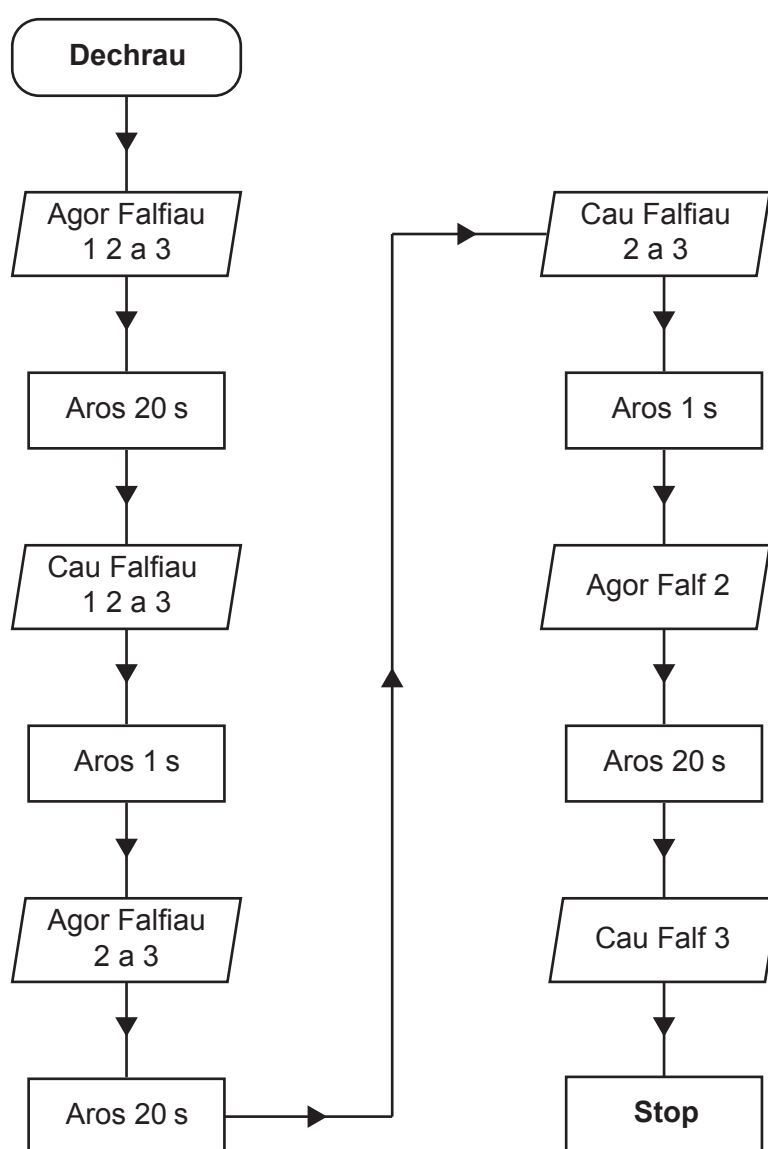 Dechrau
Agor Falfiau
1 2 a 3
Aros 20 s
Cau Falfiau
1 2 a 3
Aros 1 s
Agor Falfiau
2 a 3
Aros 20 s
Cau Falfiau
2 a 3
Aros 1 s
Agor Falf 2
Aros 20 s
Cau Falf 3
Stop